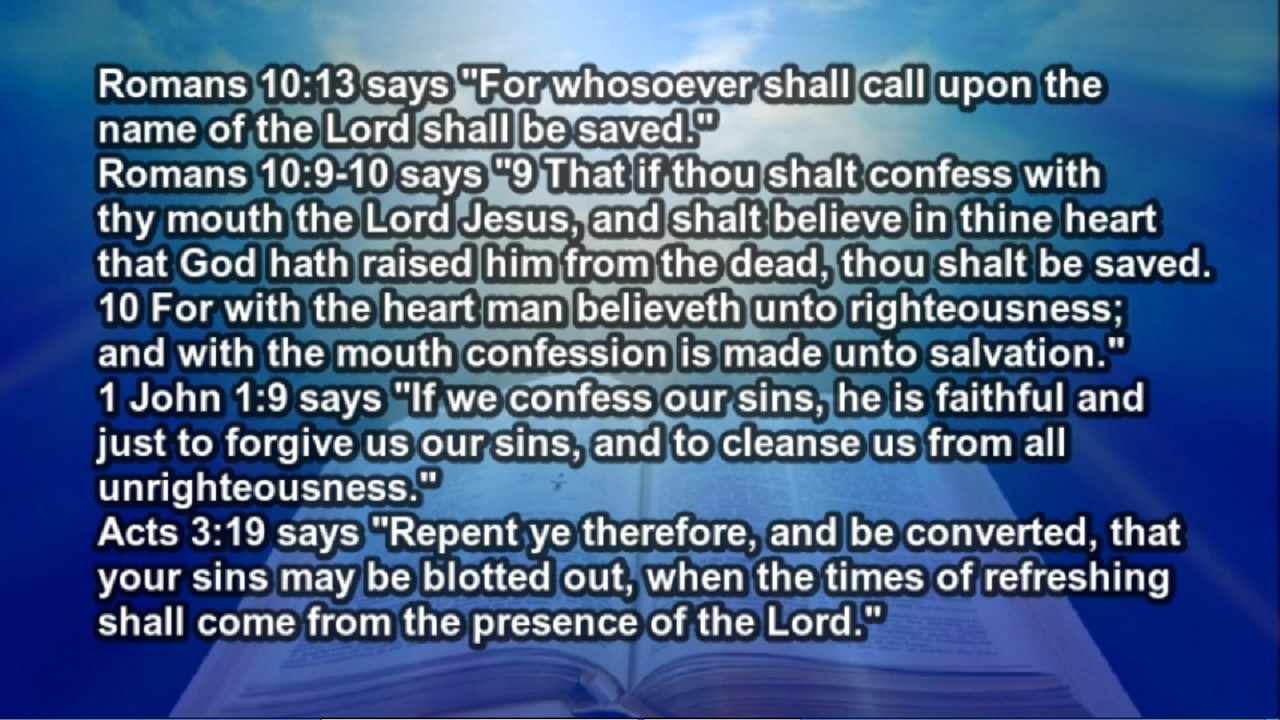 Romans 10:13 says "For whosoever shall call upon the
name of the Lord shall be saved."
Romans 10:9-10 says "9 That if thou shalt confess with
thy mouth the Lord Jesus, and shalt believe in thine heart
that God hath raised him from the dead, thou shalt be saved.
10 For with the heart man believeth unto righteousness;
and with the mouth confession is made unto salvation."
1 John 1:9 says "If we confess our sins, he is faithful and
just to forgive us our sins, and to cleanse us from all
unrighteousness."
Acts 3:19 says "Repent ye therefore, and be converted, that
your sins may be blotted out, when the times of refreshing
shall come from the presence of the Lord."